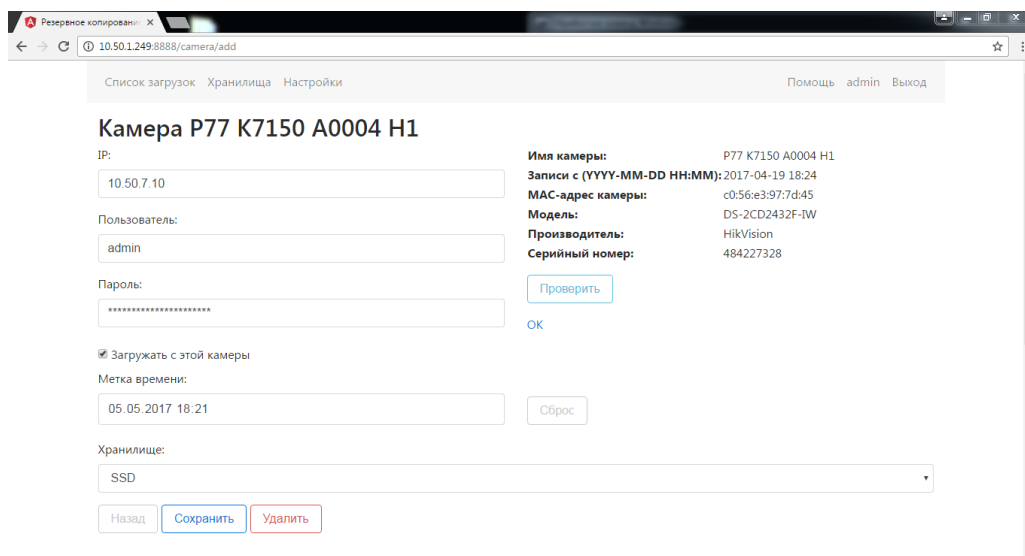 Резервное копировани
10.50.1.249:8888/camera/add
Список загрузок Хранилища Настройки Помощь admin Выход
Камера P77 K7150 A0004 H1
IP:
10.50.7.10
Пользователь:
admin
Пароль:
**********************
Загружать с этой камеры
Метка времени:
05.05.2017 18:21
Имя камеры: P77 K7150 A0004 H1
Записи с (YYYY-MM-DD HH:MM): 2017-04-19 18:24
MAC-адрес камеры: c0:56:e3:97:7d:45
Модель: DS-2CD2432F-IW
Производитель: HikVision
Серийный номер: 484227328
Проверить
OK
Сброс
Хранилище:
SSD
Назад Сохранить Удалить